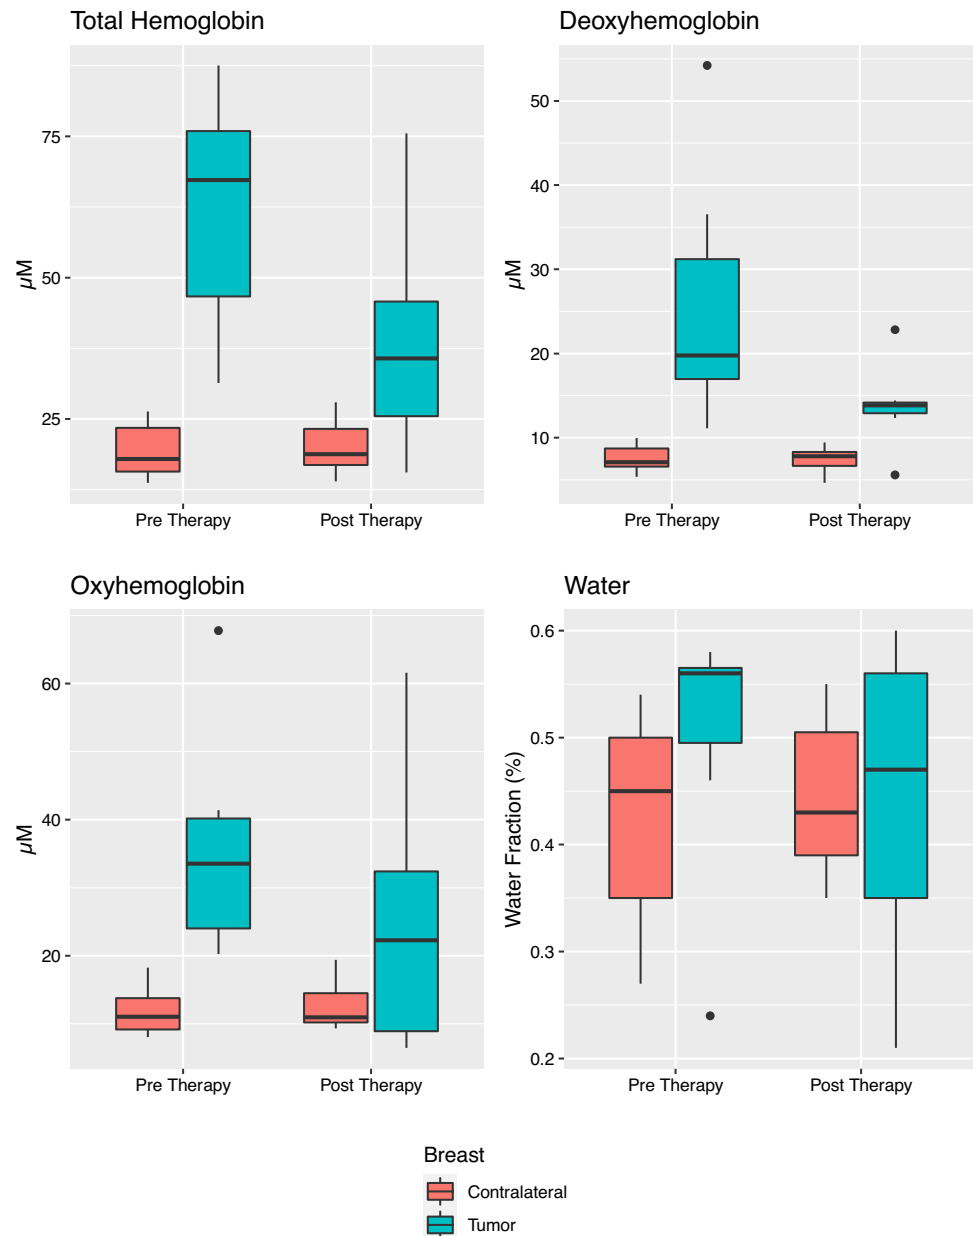 Total Hemoglobin
µM
75
50
25
Pre Therapy
Post Therapy
Deoxyhemoglobin
µM
50
40
30
20
10
Pre Therapy
Post Therapy
Oxyhemoglobin
µM
60
40
20
Pre Therapy
Post Therapy
Water
Water Fraction (%)
0.6
0.5
0.4
0.3
0.2
Pre Therapy
Post Therapy
Breast
Contralateral
Tumor